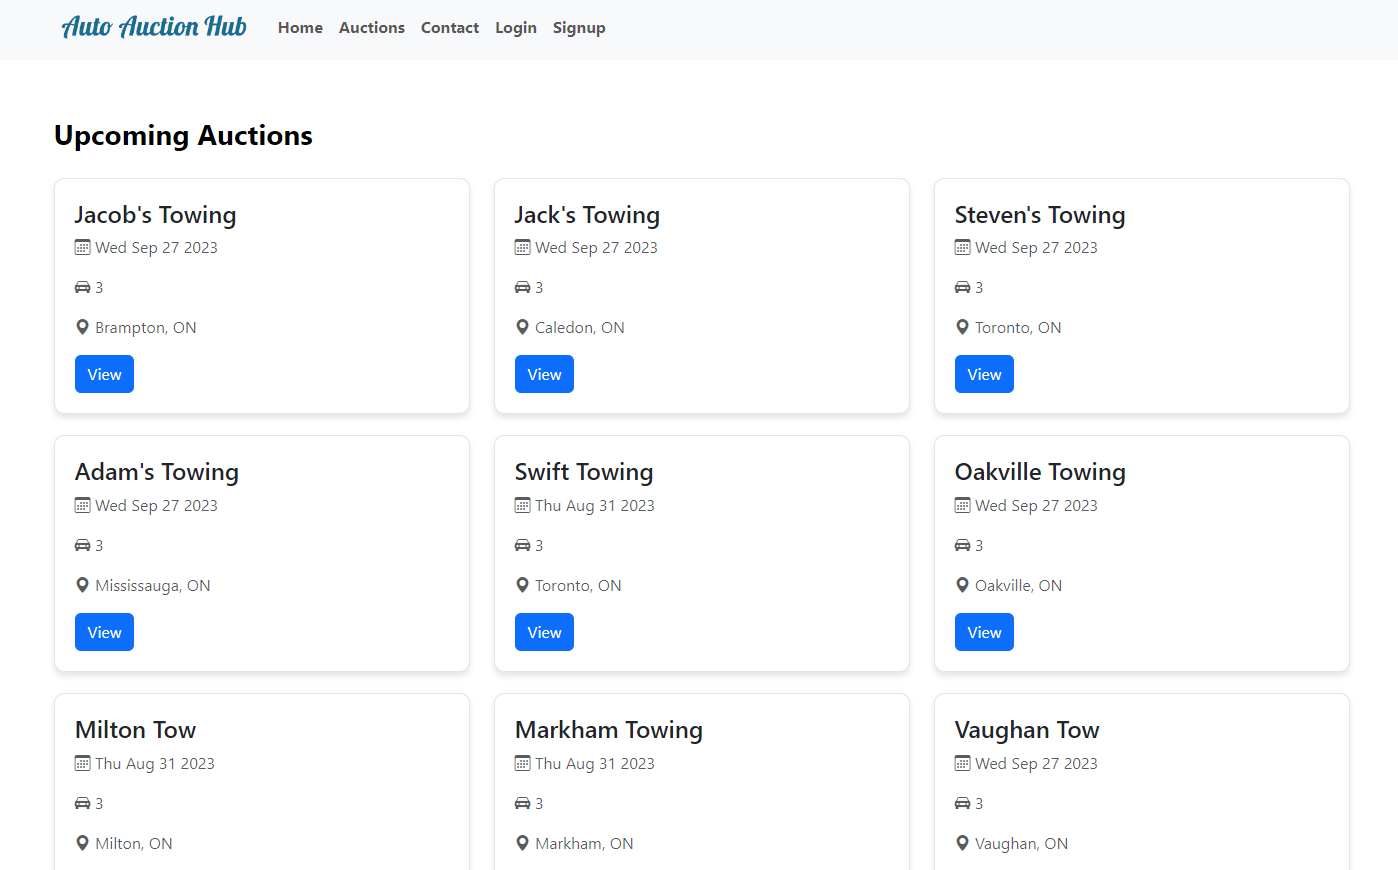 Auto Auction Hub Home Auctions Contact Login Signup
Upcoming Auctions
Jacob's Towing
Wed Sep 27 2023
3
Brampton, ON
View
Jack's Towing
Wed Sep 27 2023
3
Caledon, ON
View
Steven's Towing
Wed Sep 27 2023
3
Toronto, ON
View
Adam's Towing
Wed Sep 27 2023
3
Mississauga, ON
View
Swift Towing
Thu Aug 31 2023
3
Toronto, ON
View
Oakville Towing
Wed Sep 27 2023
3
Oakville, ON
View
Milton Tow
Thu Aug 31 2023
3
Milton, ON
Markham Towing
Thu Aug 31 2023
3
Markham, ON
Vaughan Tow
Wed Sep 27 2023
3
Vaughan, ON